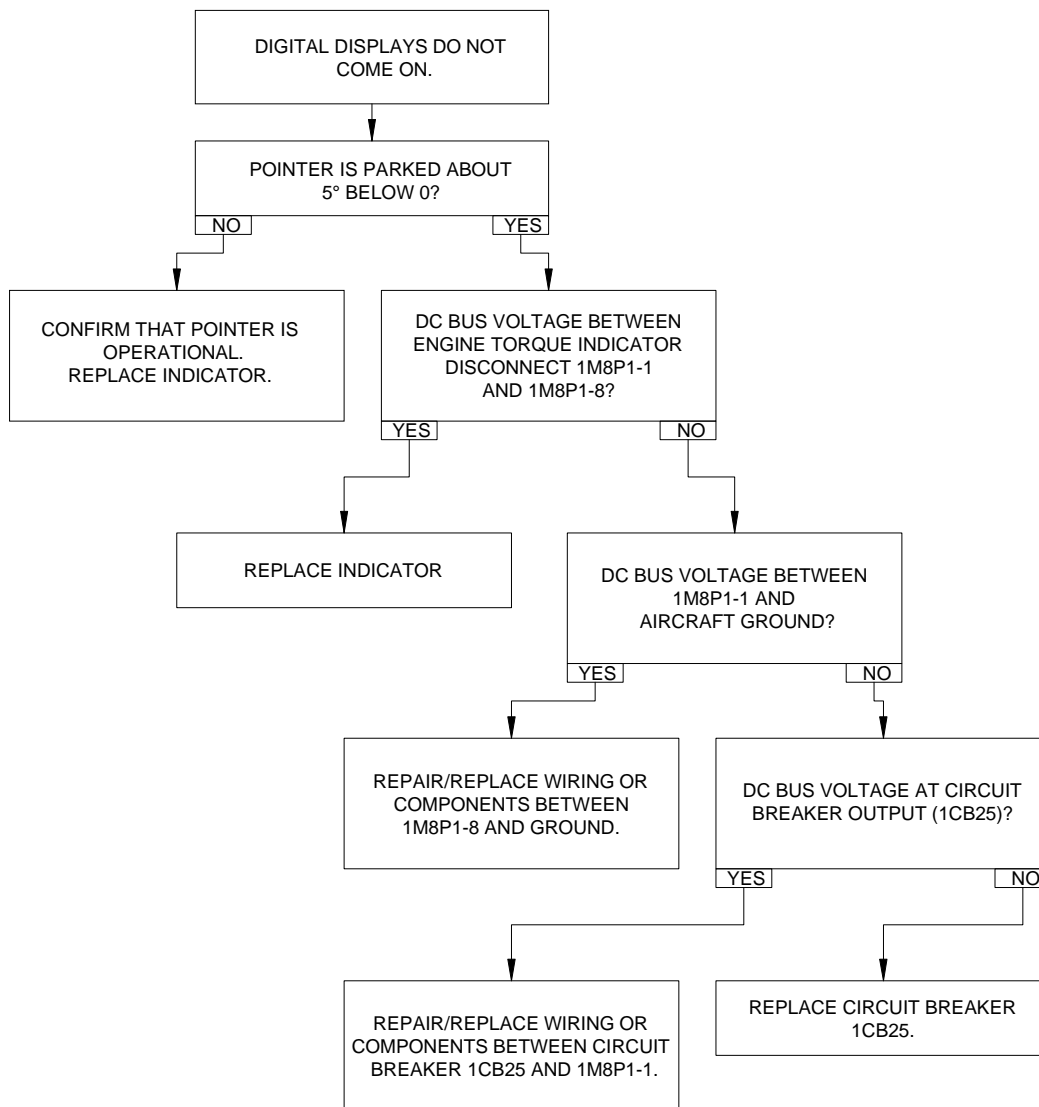 DIGITAL DISPLAYS DO NOT
COME ON.
POINTER IS PARKED ABOUT
5° BELOW 0?
NO
YES
CONFIRM THAT POINTER IS
OPERATIONAL.
REPLACE INDICATOR.
DC BUS VOLTAGE BETWEEN
ENGINE TORQUE INDICATOR
DISCONNECT 1M8P1-1
AND 1M8P1-8?
YES
NO
REPLACE INDICATOR
DC BUS VOLTAGE BETWEEN
1M8P1-1 AND
AIRCRAFT GROUND?
YES
NO
REPAIR/REPLACE WIRING OR
COMPONENTS BETWEEN
1M8P1-8 AND GROUND.
DC BUS VOLTAGE AT CIRCUIT
BREAKER OUTPUT (1CB25)?
YES
NO
REPAIR/REPLACE WIRING OR
COMPONENTS BETWEEN CIRCUIT
BREAKER 1CB25 AND 1M8P1-1.
REPLACE CIRCUIT BREAKER
1CB25.